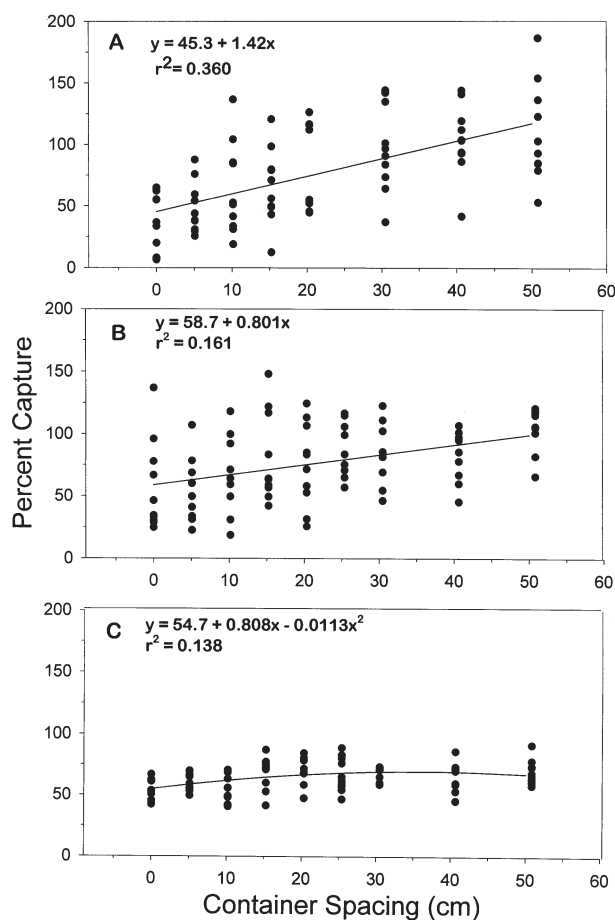 A
y = 45.3 + 1.42x
r² = 0.360
200
150
100
50
0
0 10 20 30 40 50 60
B
y = 58.7 + 0.801x
r² = 0.161
200
150
100
50
0
0 10 20 30 40 50 60
Percent Capture
C
y = 54.7 + 0.808x - 0.0113x²
r² = 0.138
200
150
100
50
0
0 10 20 30 40 50 60
Container Spacing (cm)